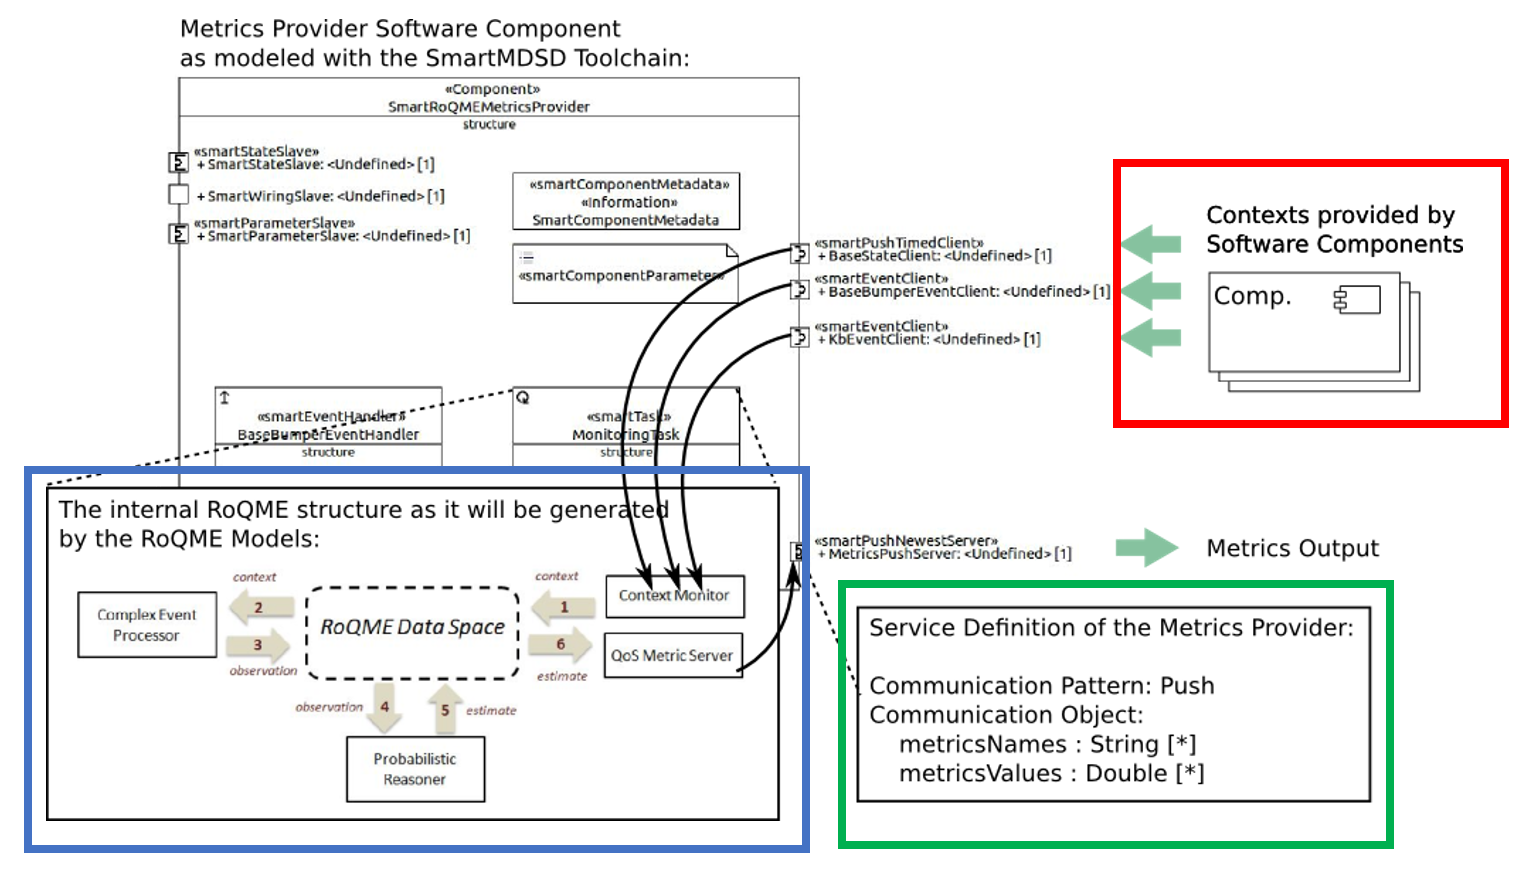 Metrics Provider Software Component
as modeled with the SmartMDSD Toolchain:
«Component»
SmartRoQMEMetricsProvider
structure
«smartStateSlave»
+ SmartStateSlave: <Undefined> [1]
+ SmartWiringSlave: <Undefined> [1]
«smartParameterSlave»
+ SmartParameterSlave: <Undefined> [1]
«smartComponentMetadata»
«Information»
SmartComponentMetadata
«smartComponentParameter»
«smartPushTimedClient»
+ BaseStateClient: <Undefined> [1]
«smartEventClient»
+ BaseBumperEventClient: <Undefined> [1]
«smartEventClient»
+ KbEventClient: <Undefined> [1]
Contexts provided by
Software Components
Comp.
«smartEventHandler»
BaseBumperEventHandler
structure
«smartTask»
MonitoringTask
structure
The internal RoQME structure as it will be generated
by the RoQME Models:
context
context
Complex Event
Processor
2
3
observation
RoQME Data Space
1
6
estimate
Context Monitor
QoS Metric Server
observation
4
5
estimate
Probabilistic
Reasoner
«smartPushNewestServer»
+ MetricsPushServer: <Undefined> [1]
Metrics Output
Service Definition of the Metrics Provider:
Communication Pattern: Push
Communication Object:
metricsNames : String [*]
metricsValues : Double [*]